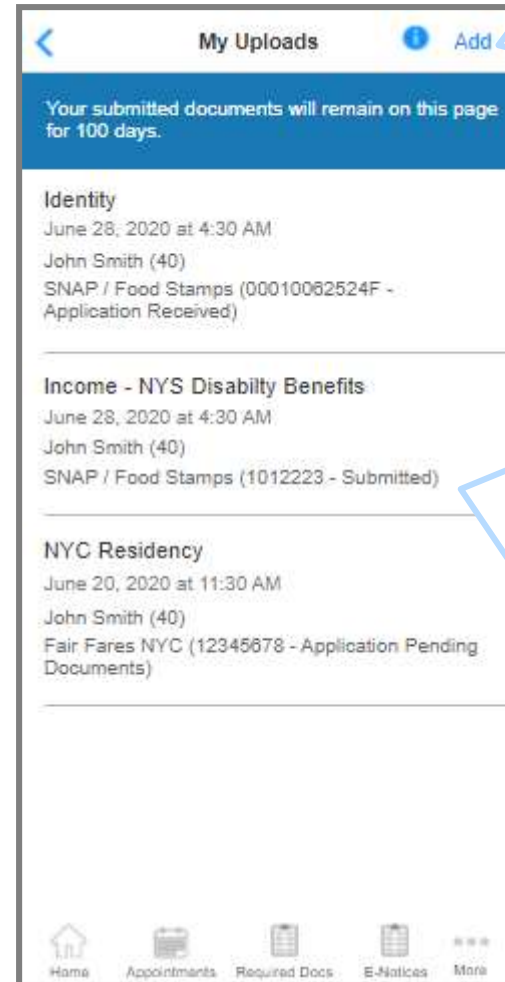 My Uploads
Add
Your submitted documents will remain on this page
for 100 days.
Identity
June 28, 2020 at 4:30 AM
John Smith (40)
SNAP / Food Stamps (00010062524F -
Application Received)
Income - NYS Disabilty Benefits
June 28, 2020 at 4:30 AM
John Smith (40)
SNAP / Food Stamps (1012223 - Submitted)
NYC Residency
June 20, 2020 at 11:30 AM
John Smith (40)
Fair Fares NYC (12345678 - Application Pending
Documents)
Home Appointments Required Docs E-Notices More